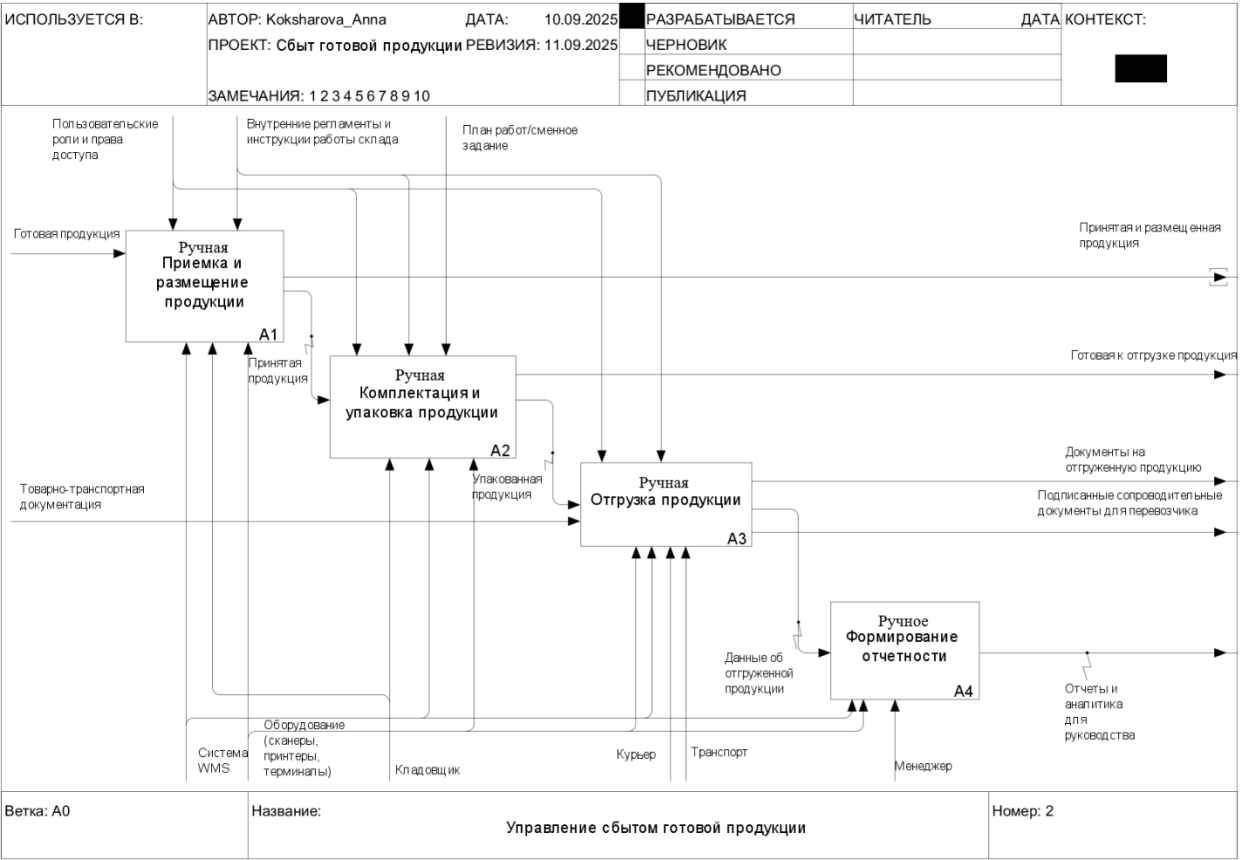 ИСПОЛЬЗУЕТСЯ В:
АВТОР: Koksharova_Anna
ДАТА: 10.09.2025
ПРОЕКТ: Сбыт готовой продукции
РЕВИЗИЯ: 11.09.2025
ЗАМЕЧАНИЯ: 1 2 3 4 5 6 7 8 9 10
РАЗРАБАТЫВАЕТСЯ
ЧЕРНОВИК
РЕКОМЕНДОВАНО
ПУБЛИКАЦИЯ
ЧИТАТЕЛЬ
ДАТА
КОНТЕКСТ:
Пользовательские
роли и права
доступа
Внутренние регламенты и
инструкции работы склада
План работ/сменное
задание
Готовая продукция
Ручная
Приемка и
размещение
продукции
A1
Принятая и размещенная
продукция
Принятая
продукция
Ручная
Комплектация и
упаковка продукции
A2
Готовая к отгрузке продукция
Упакованная
продукция
Товарно-транспортная
документация
Ручная
Отгрузка продукции
A3
Документы на
отгруженную продукцию
Подписанные сопроводительные
документы для перевозчика
Данные об
отгруженной
продукции
Ручное
Формирование
отчетности
A4
Отчеты и
аналитика
для
руководства
Система
WMS
Оборудование
(сканеры,
принтеры,
терминалы)
Кладовщик
Курьер
Транспорт
Менеджер
Ветка: A0
Название:
Управление сбытом готовой продукции
Номер: 2